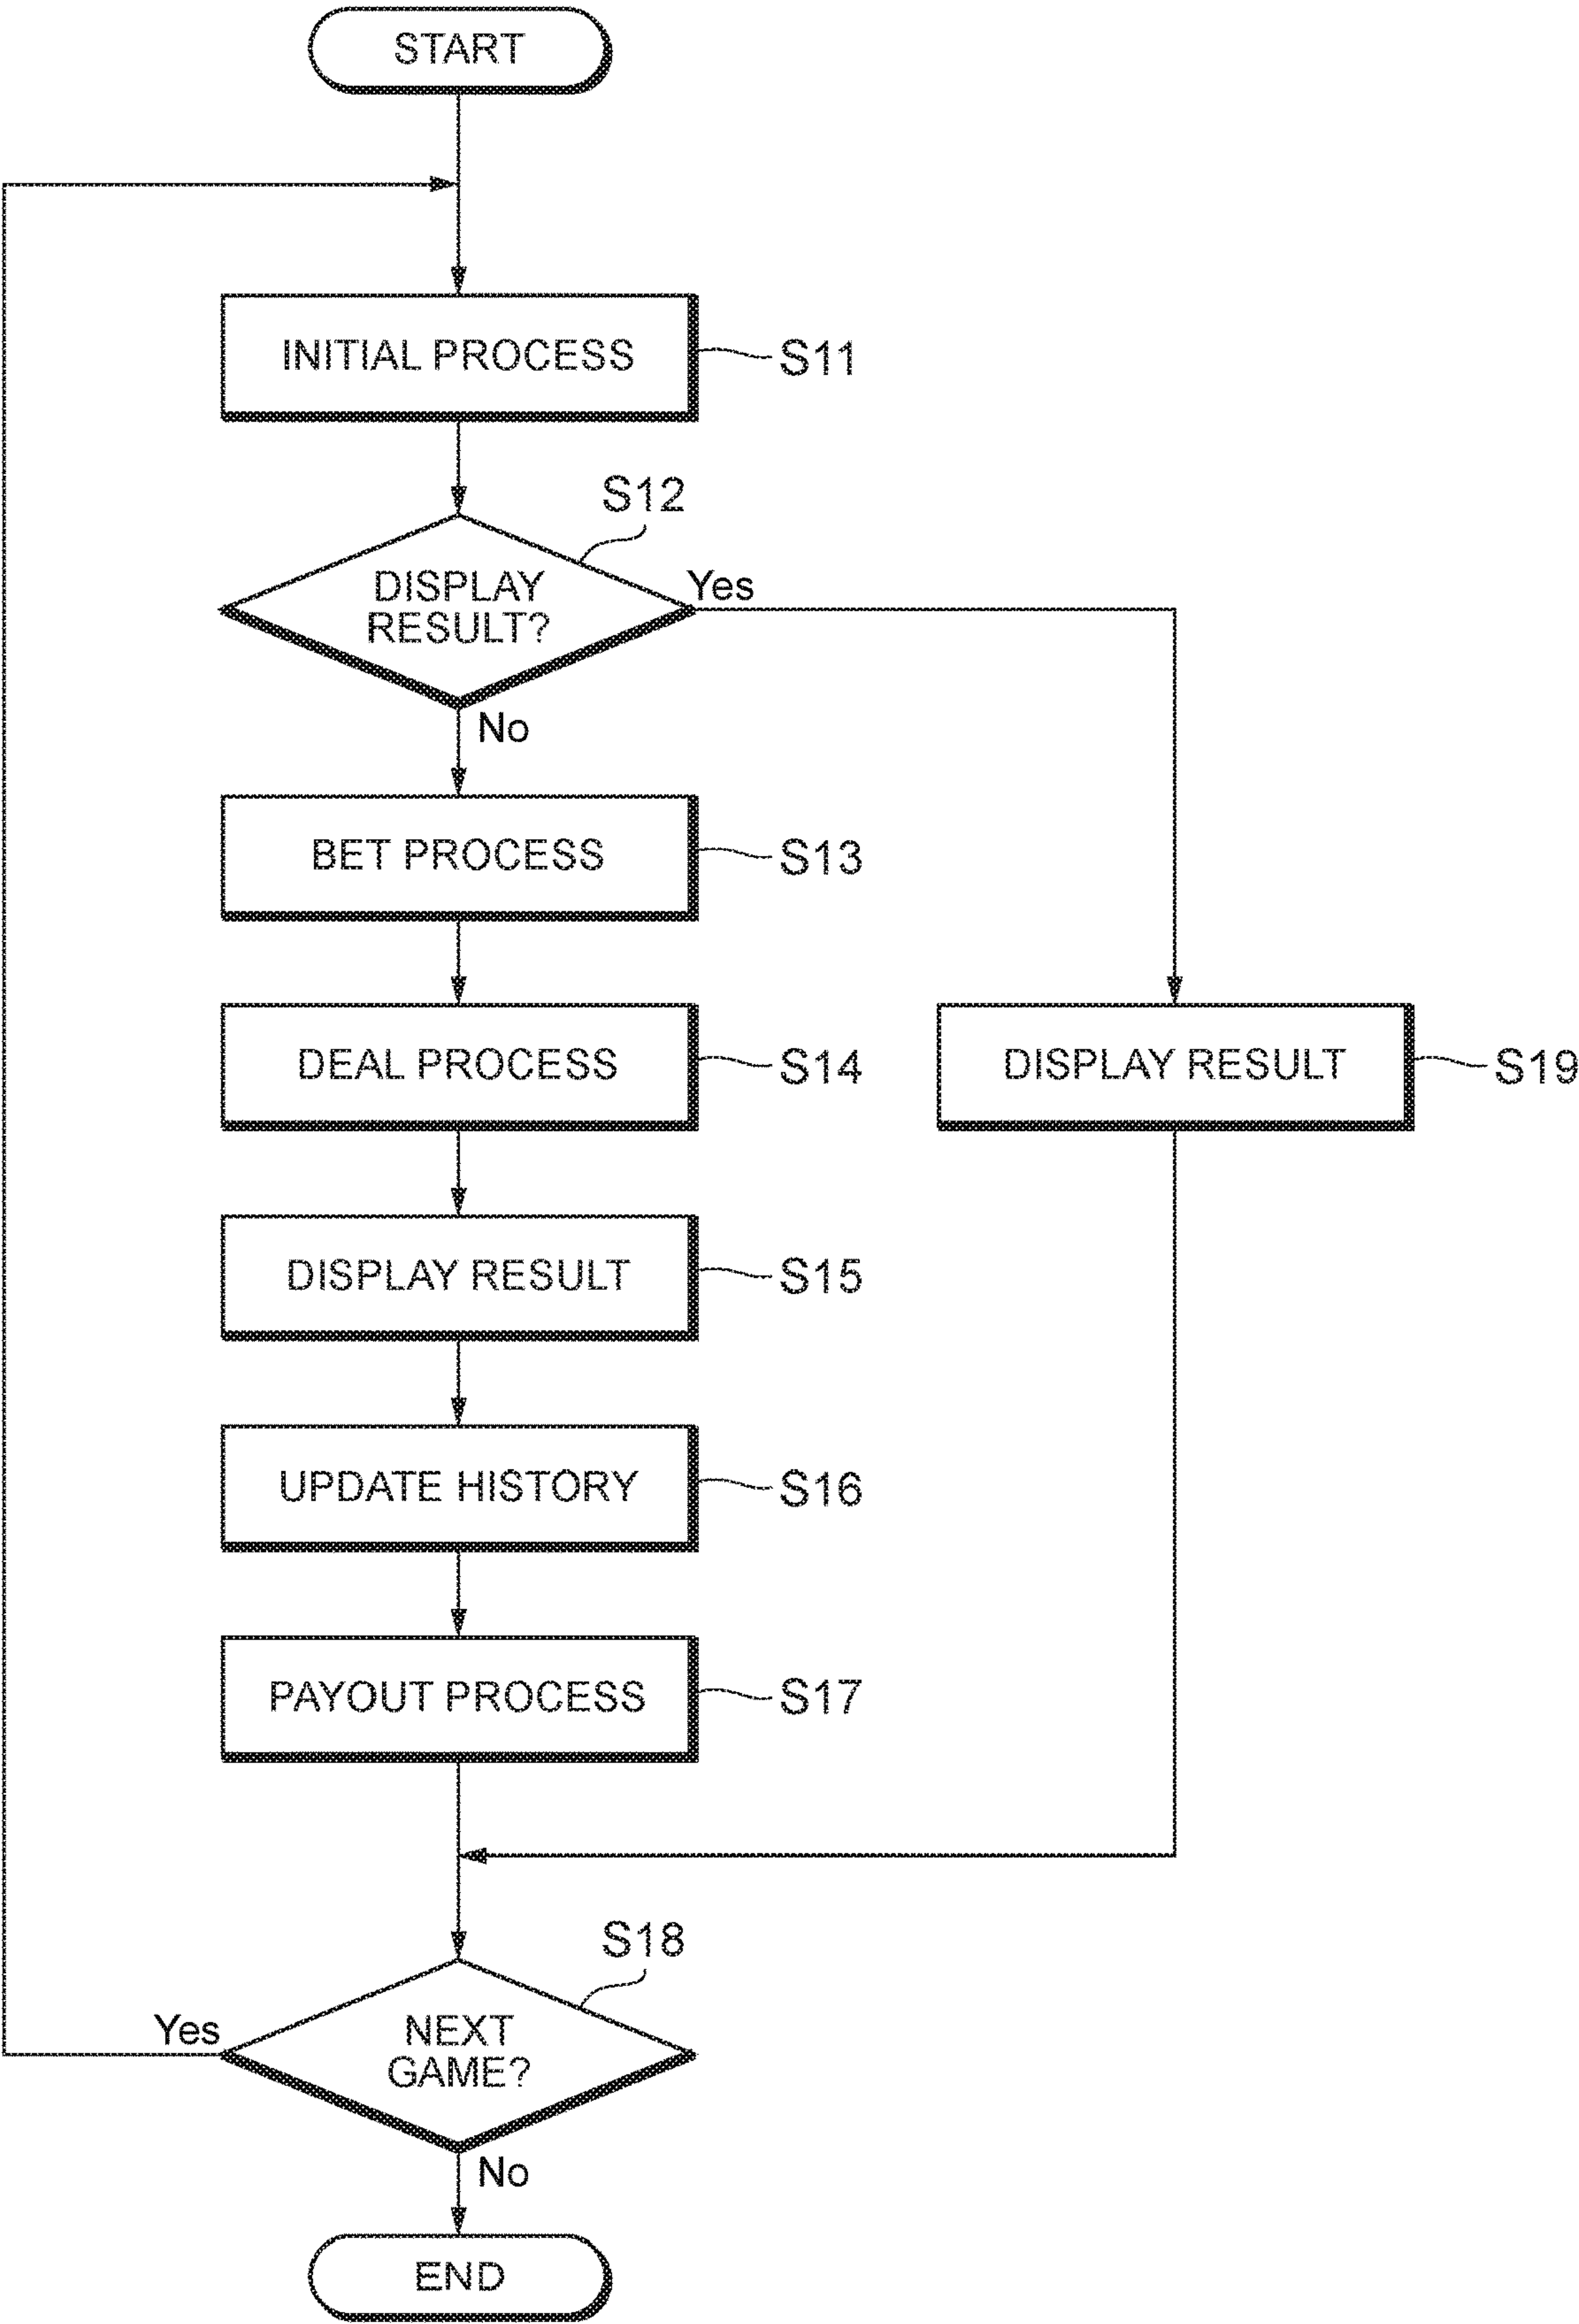 START
INITIAL PROCESS
S11
S12
DISPLAY
RESULT?
Yes
No
BET PROCESS
S13
DEAL PROCESS
S14
DISPLAY RESULT
S19
DISPLAY RESULT
S15
UPDATE HISTORY
S16
PAYOUT PROCESS
S17
S18
NEXT
GAME?
Yes
No
END